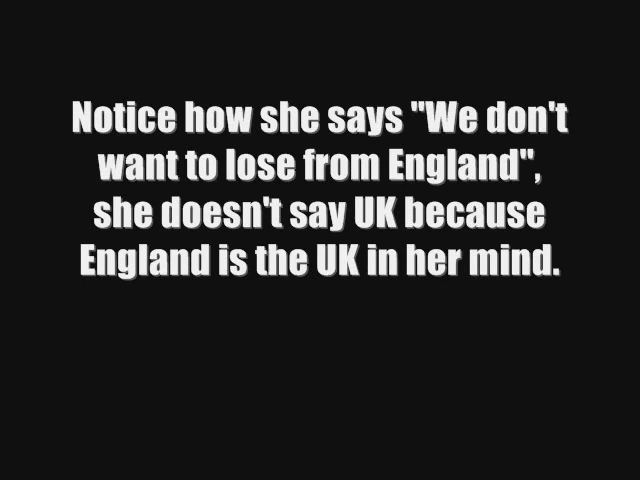 Notice how she says "We don't
want to lose from England",
she doesn't say UK because
England is the UK in her mind.